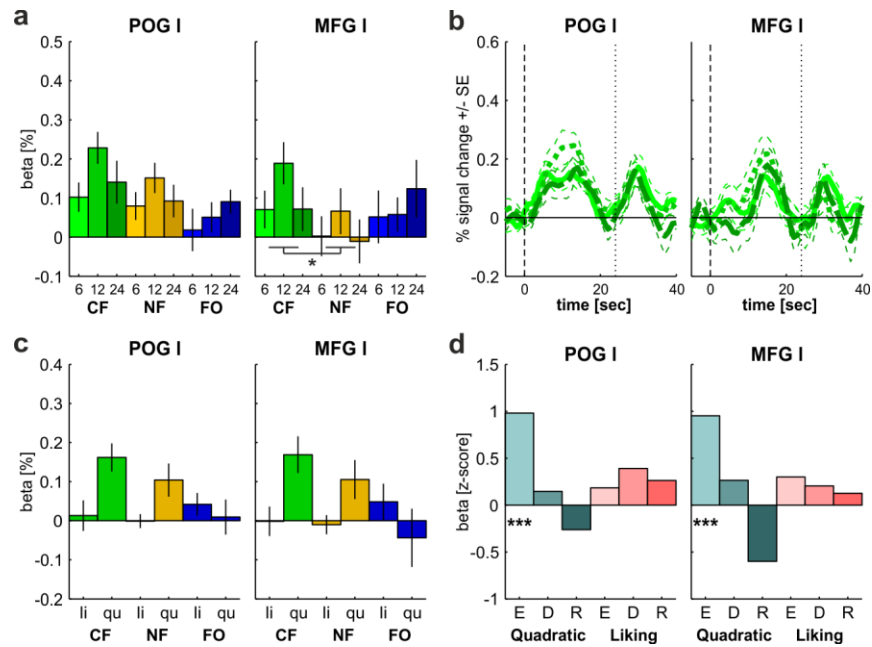 a
POG l
MFG l
beta [%]
0.5
0.4
0.3
0.2
0.1
0
-0.1
*
6 12 24 6 12 24 6 12 24
CF NF FO
6 12 24 6 12 24 6 12 24
CF NF FO
b
POG l
MFG l
% signal change +/- SE
0.6
0.4
0.2
0
-0.2
0 20 40
time [sec]
0 20 40
time [sec]
c
POG l
MFG l
beta [%]
0.4
0.3
0.2
0.1
0
-0.1
-0.2
li qu li qu li qu
CF NF FO
li qu li qu li qu
CF NF FO
d
POG l
MFG l
beta [z-score]
1
0.5
0
-0.5
-1
***
***
E D R E D R
Quadratic Liking
E D R E D R
Quadratic Liking